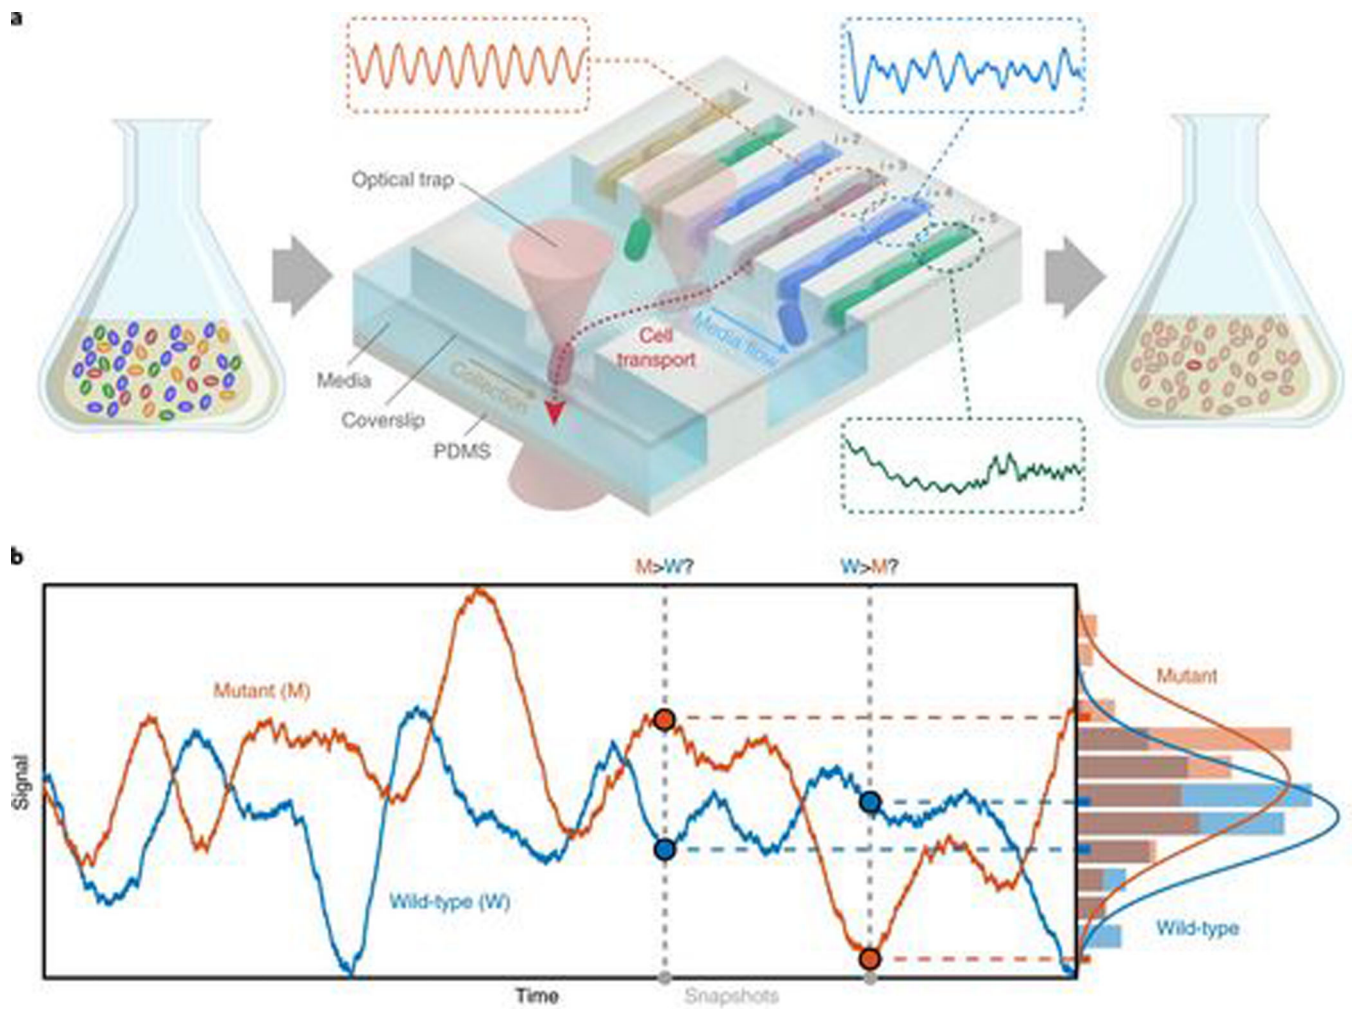 a
Optical trap
i
i + 1
i + 2
i + 3
i + 4
i + 5
Cell
transport
Media flow
Media
Collection
Coverslip
PDMS
b
M>W?
W>M?
Mutant (M)
Mutant
Signal
Wild-type (W)
Wild-type
Time
Snapshots